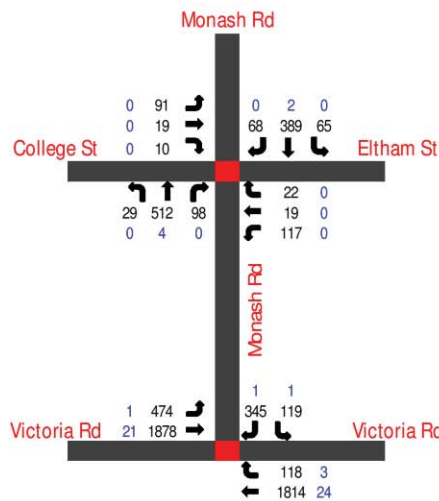 Monash Rd
0 91 0 2 0
0 19 68 389 65
College St 0 10 Eltham St
22 0
29 512 98 19 0
0 4 0 117 0
Monash Rd
1 1
1 474 345 119
Victoria Rd 21 1878 Victoria Rd
118 3
1814 24